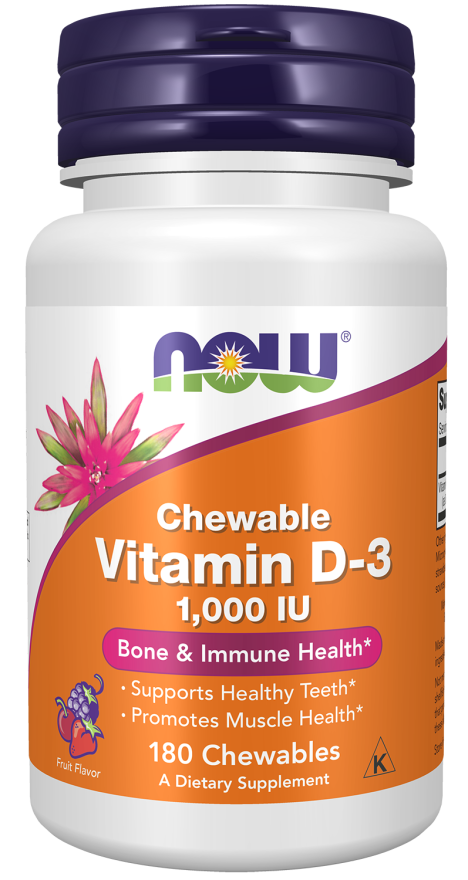 NOW®
Chewable
Vitamin D-3
1,000 IU
Bone & Immune Health*
• Supports Healthy Teeth*
• Promotes Muscle Health*
180 Chewables
A Dietary Supplement
Fruit Flavor
K